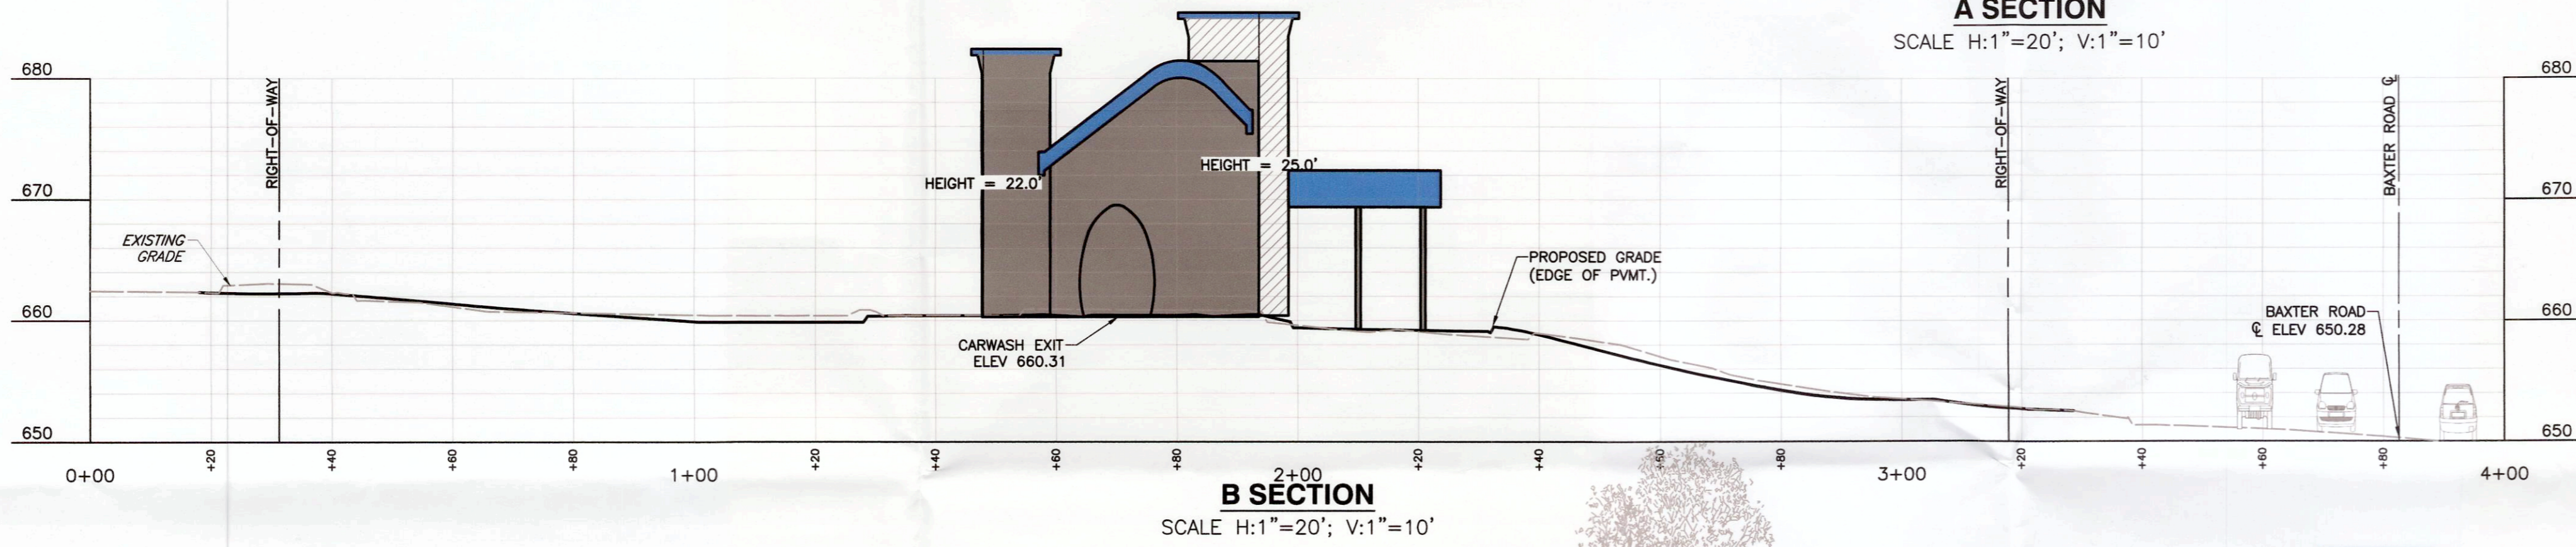 A SECTION
SCALE H:1"=20'; V:1"=10'
680
680
RIGHT-OF-WAY
RIGHT-OF-WAY
BAXTER ROAD ℄
HEIGHT = 25.0'
HEIGHT = 22.0'
670
670
EXISTING
GRADE
PROPOSED GRADE
(EDGE OF PVMT.)
660
660
BAXTER ROAD
℄ ELEV 650.28
CARWASH EXIT
ELEV 660.31
650
650
0+00
+20
+40
+60
+80
1+00
+20
+40
+60
+80
2+00
+20
+40
+60
+80
3+00
+20
+40
+60
+80
4+00
B SECTION
SCALE H:1"=20'; V:1"=10'